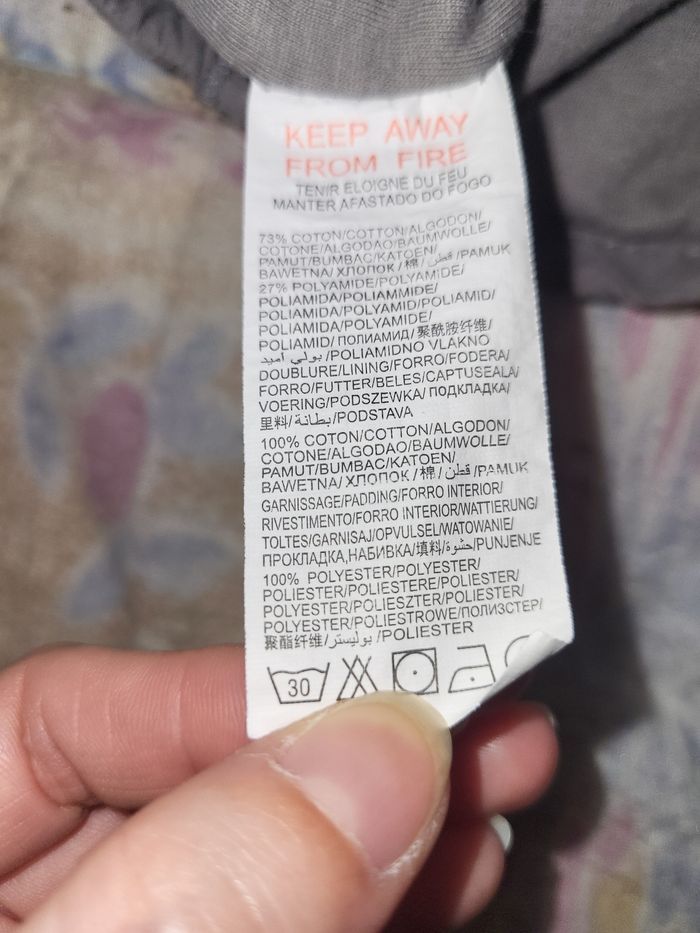 KEEP AWAY
FROM FIRE
TENIR ELOIGNE DU FEU
MANTER AFASTADO DO FOGO
73% COTON/COTTON/ALGODON/
COTONE/ALGODAO/BAUMWOLLE/
PAMUT/BUMBAC/KATOEN/
BAWETNA/ХЛОПОК/棉/قطن/PAMUK
27% POLYAMIDE/POLYAMIDE/
POLIAMIDA/POLIAMMIDE/
POLIAMIDA/POLYAMID/POLIAMID/
POLIAMIDA/POLYAMIDE/
POLIAMID/ПОЛИАМИД/聚酰胺纤维/
بولي اميد/POLIAMIDNO VLAKNO
DOUBLURE/LINING/FORRO/FODERA/
FORRO/FUTTER/BELES/CAPTUSEALA/
VOERING/PODSZEWKA/ПОДКЛАДКА/
里料/بطانة/PODSTAVA
100% COTON/COTTON/ALGODON/
COTONE/ALGODAO/BAUMWOLLE/
PAMUT/BUMBAC/KATOEN/
BAWETNA/ХЛОПОК/棉/قطن/PAMUK
GARNISSAGE/PADDING/FORRO INTERIOR/
RIVESTIMENTO/FORRO INTERIOR/WATTIERUNG/
TOLTES/GARNISAJ/OPVULSEL/WATOWANIE/
ПРОКЛАДКА,НАБИВКА/填料/حشوة/PUNJENJE
100% POLYESTER/POLYESTER/
POLIESTER/POLIESTERE/POLIESTER/
POLYESTER/POLIESZTER/POLIESTER/
POLYESTER/POLIESTROWE/ПОЛИЭСТЕР/
聚酯纤维/بوليستر/POLIESTER
30